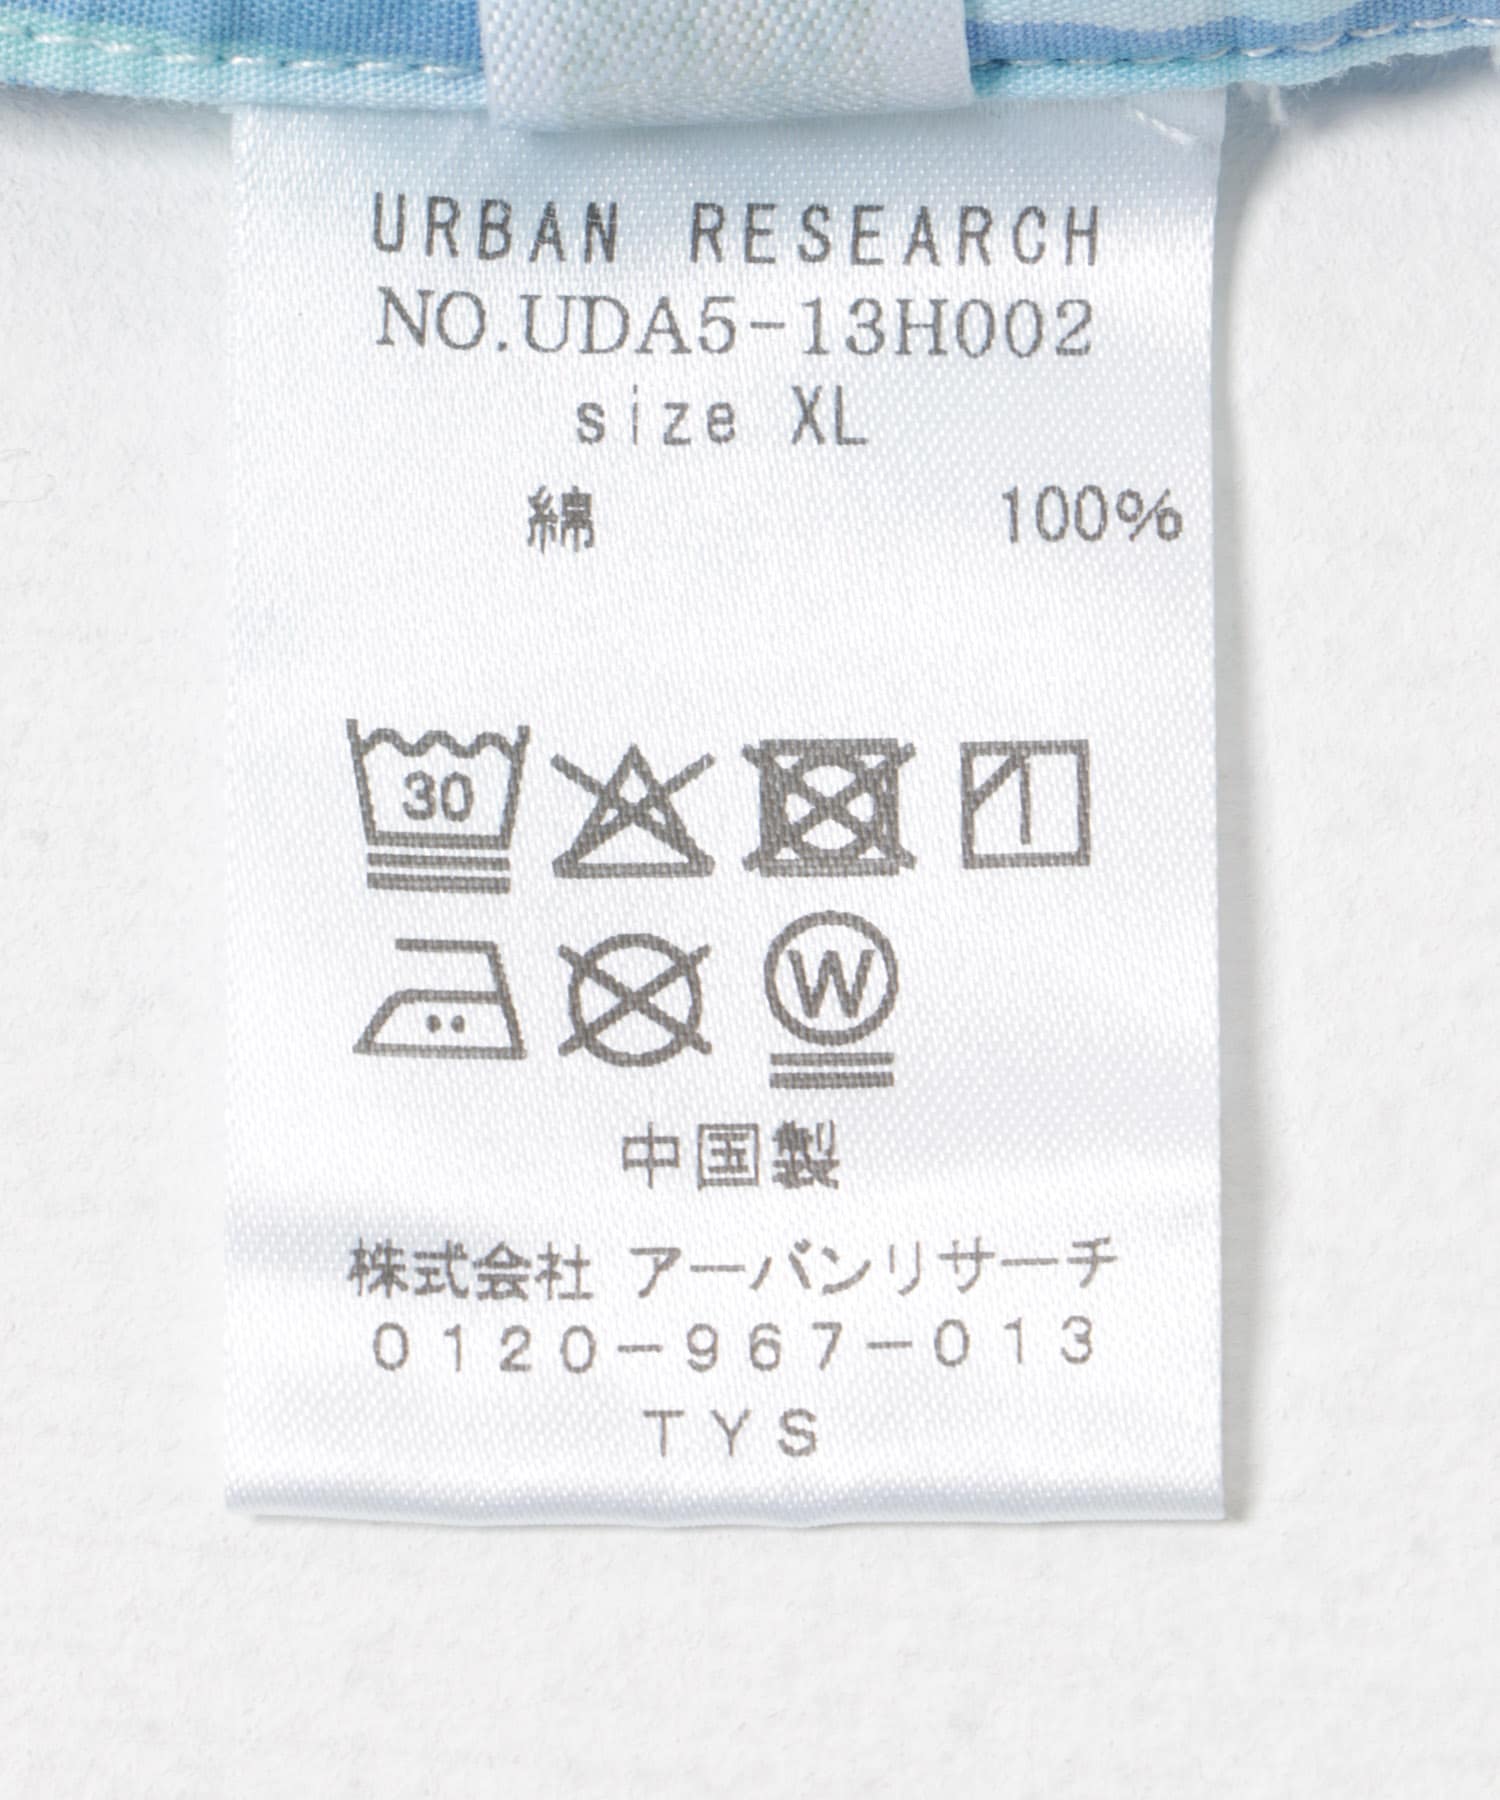 URBAN RESEARCH
NO.UDA5-13H002
size XL
綿 100%
30
W
中国製
株式会社 アーバンリサーチ
0120-967-013
TYS